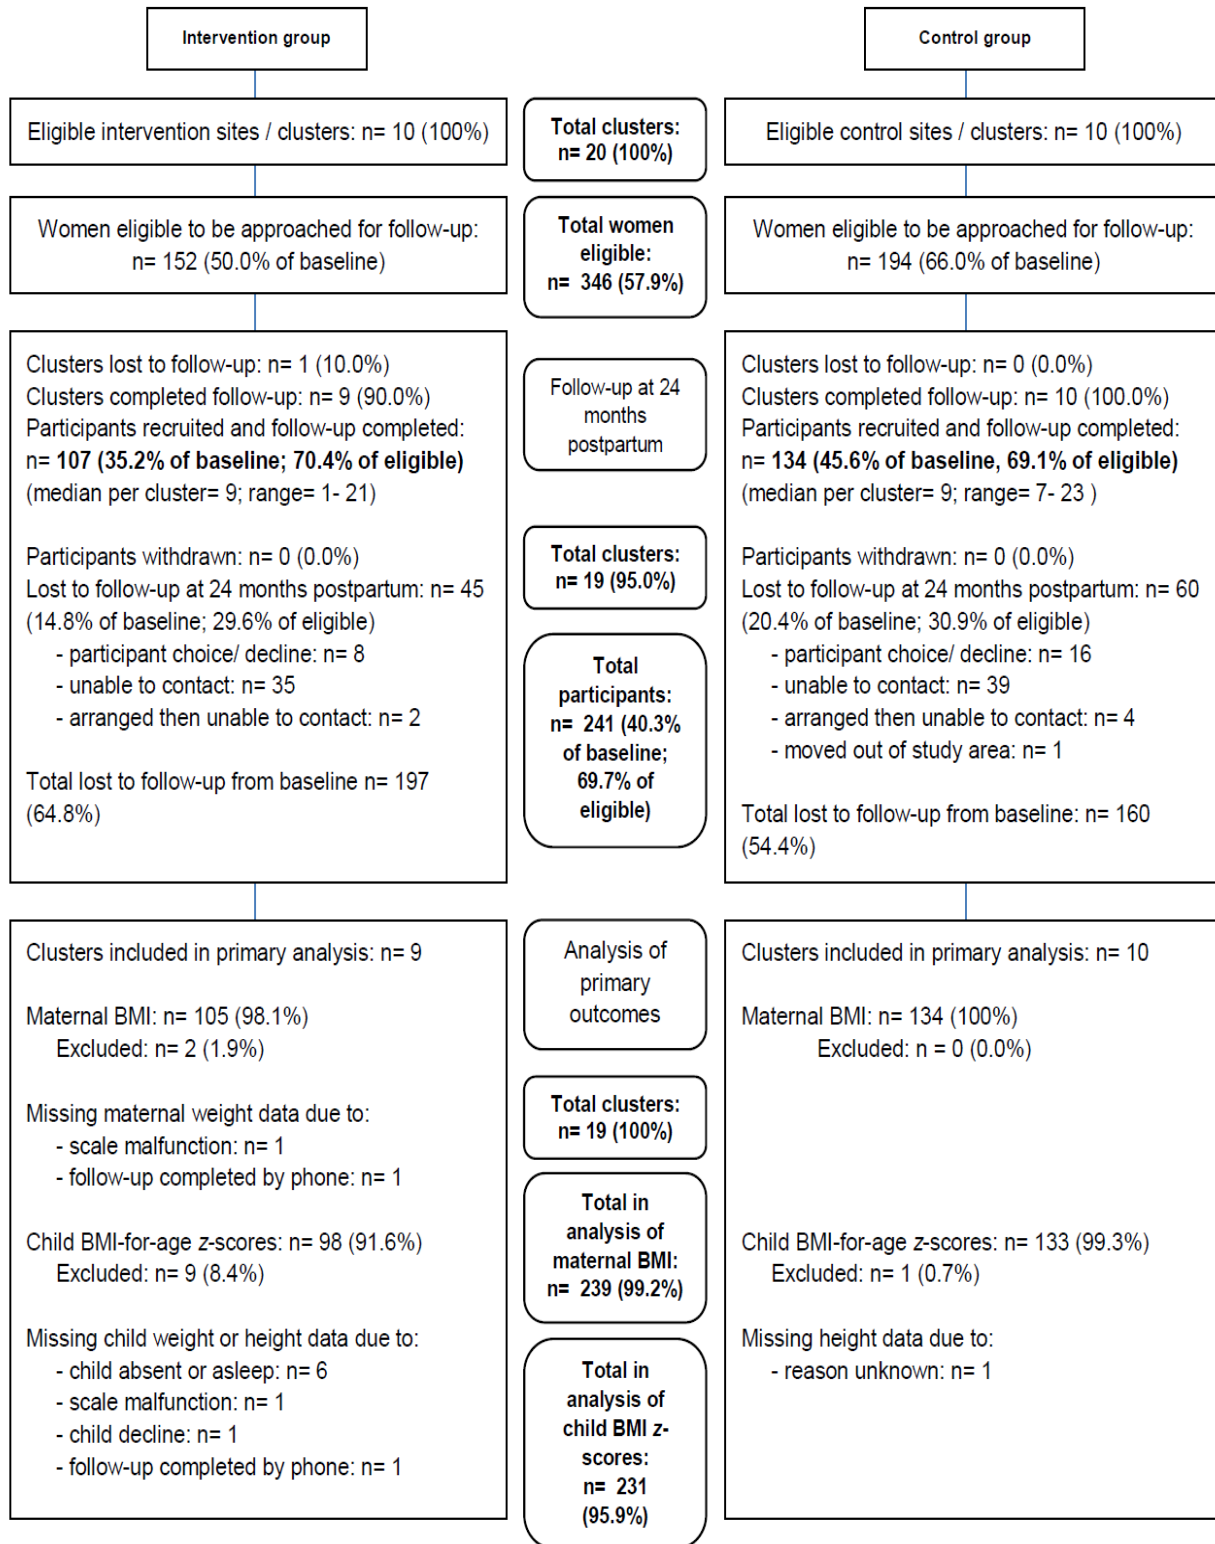 Intervention group
Control group
Eligible intervention sites / clusters: n= 10 (100%)
Total clusters:
n= 20 (100%)
Eligible control sites / clusters: n= 10 (100%)
Women eligible to be approached for follow-up:
n= 152 (50.0% of baseline)
Total women
eligible:
n=  346 (57.9%)
Women eligible to be approached for follow-up:
n= 194 (66.0% of baseline)
Clusters lost to follow-up: n= 1 (10.0%)
Clusters completed follow-up: n= 9 (90.0%)
Participants recruited and follow-up completed:
n= 107 (35.2% of baseline; 70.4% of eligible)
(median per cluster= 9; range= 1- 21)
Participants withdrawn: n= 0 (0.0%)
Lost to follow-up at 24 months postpartum: n= 45
(14.8% of baseline; 29.6% of eligible)
- participant choice/ decline: n= 8
- unable to contact: n= 35
- arranged then unable to contact: n= 2
Total lost to follow-up from baseline n= 197
(64.8%)
Follow-up at 24
months
postpartum
Total clusters:
n= 19 (95.0%)
Total
participants:
n=  241 (40.3%
of baseline;
69.7% of
eligible)
Clusters lost to follow-up: n= 0 (0.0%)
Clusters completed follow-up: n= 10 (100.0%)
Participants recruited and follow-up completed:
n= 134 (45.6% of baseline, 69.1% of eligible)
(median per cluster= 9; range= 7- 23 )
Participants withdrawn: n= 0 (0.0%)
Lost to follow-up at 24 months postpartum: n= 60
(20.4% of baseline; 30.9% of eligible)
- participant choice/ decline: n= 16
- unable to contact: n= 39
- arranged then unable to contact: n= 4
- moved out of study area: n= 1
Total lost to follow-up from baseline: n= 160
(54.4%)
Clusters included in primary analysis: n= 9
Maternal BMI: n= 105 (98.1%)
Excluded: n= 2 (1.9%)
Missing maternal weight data due to:
- scale malfunction: n= 1
- follow-up completed by phone: n= 1
Child BMI-for-age z-scores: n= 98 (91.6%)
Excluded: n= 9 (8.4%)
Missing child weight or height data due to:
- child absent or asleep: n= 6
- scale malfunction: n= 1
- child decline: n= 1
- follow-up completed by phone: n= 1
Analysis of
primary
outcomes
Total clusters:
n= 19 (100%)
Total in
analysis of
maternal BMI:
n=  239 (99.2%)
Total in
analysis of
child BMI z-
scores:
n=  231
(95.9%)
Clusters included in primary analysis: n= 10
Maternal BMI: n= 134 (100%)
Excluded: n = 0 (0.0%)
Child BMI-for-age z-scores: n= 133 (99.3%)
Excluded: n= 1 (0.7%)
Missing height data due to:
- reason unknown: n= 1